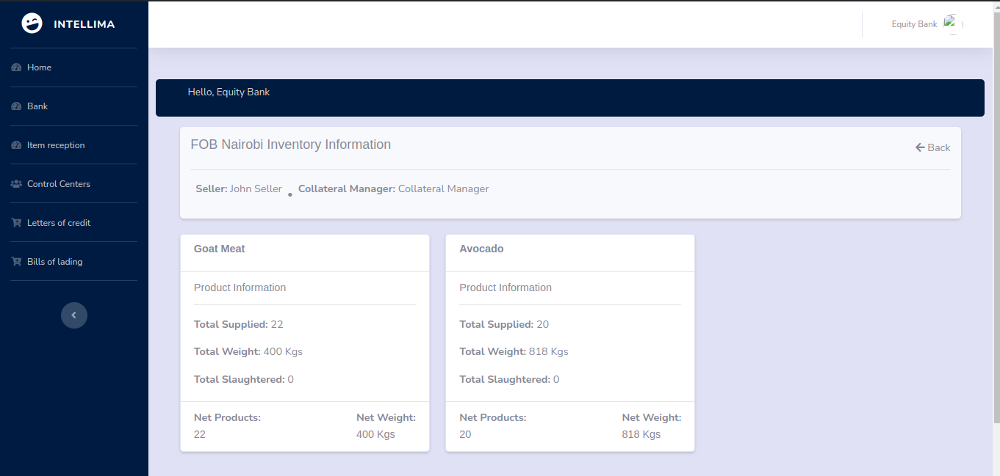 INTELLIMA
Equity Bank
Home
Bank
Item reception
Control Centers
Letters of credit
Bills of lading
Hello, Equity Bank
FOB Nairobi Inventory Information
Back
Seller: John Seller • Collateral Manager: Collateral Manager
Goat Meat
Product Information
Total Supplied: 22
Total Weight: 400 Kgs
Total Slaughtered: 0
Net Products: Net Weight:
22 400 Kgs
Avocado
Product Information
Total Supplied: 20
Total Weight: 818 Kgs
Total Slaughtered: 0
Net Products: Net Weight:
20 818 Kgs